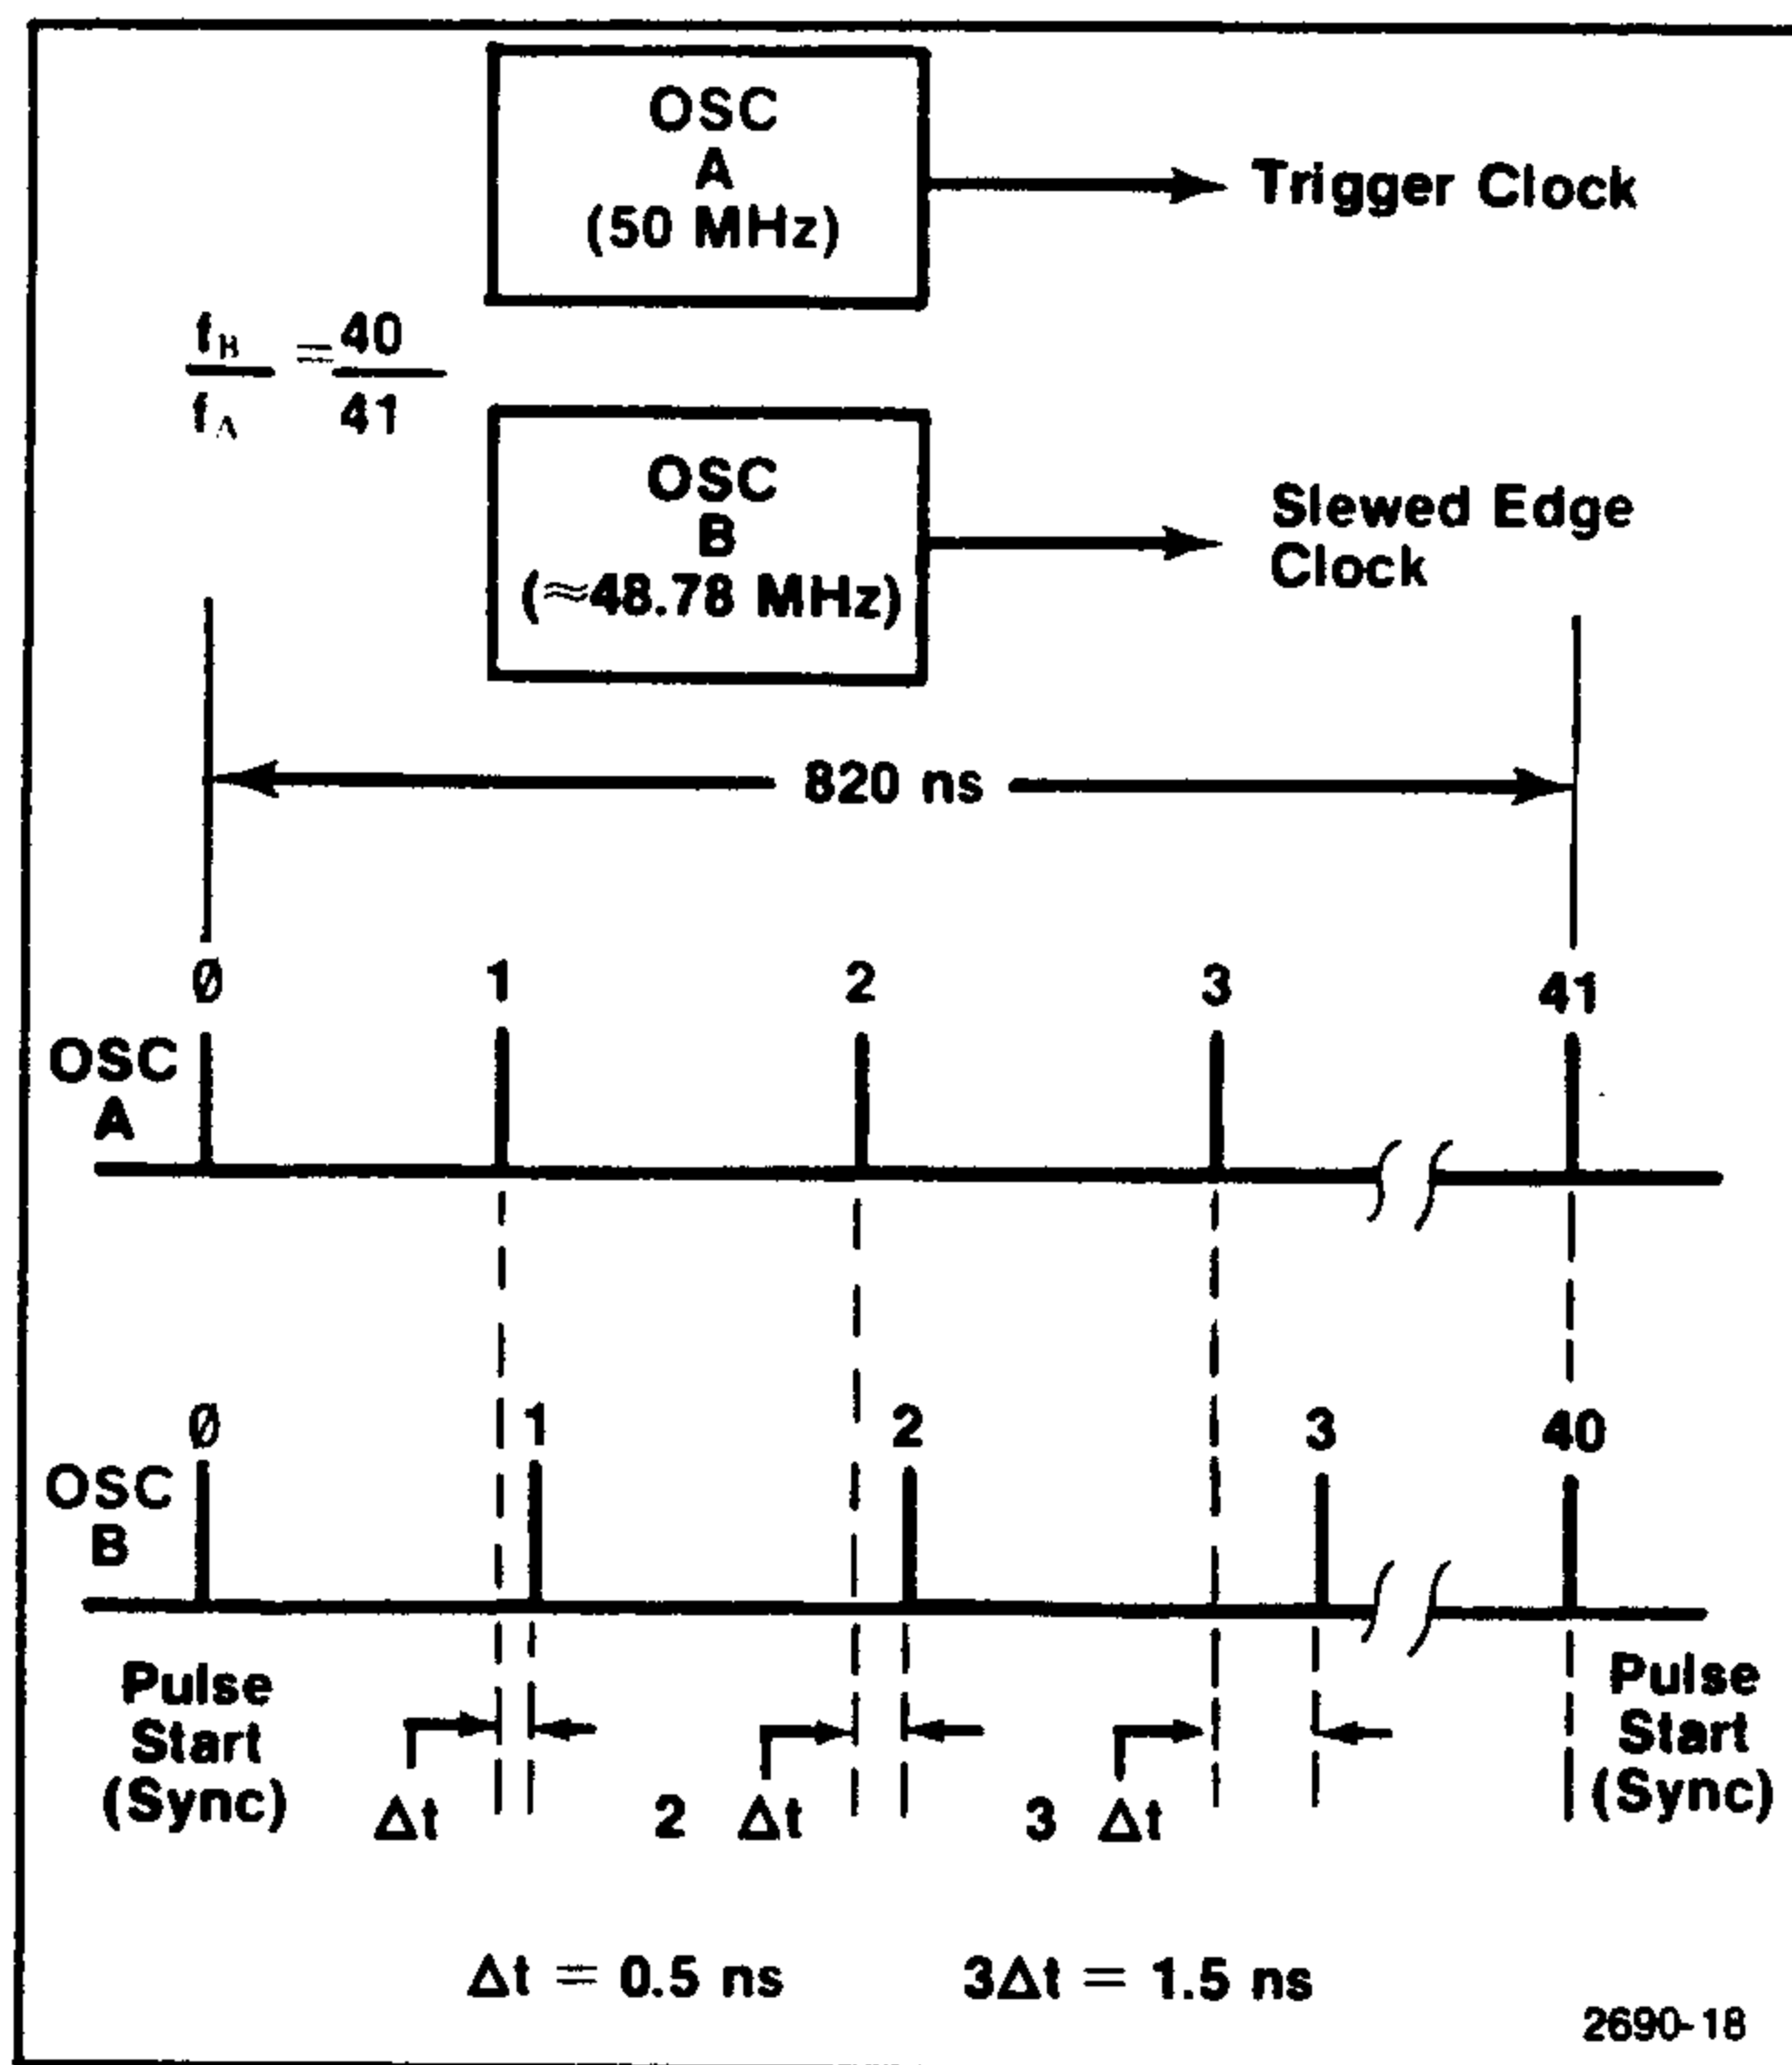 OSC
A
(50 MHz)
Trigger Clock
f_B = 40
f_A 41
OSC
B
(≈48.78 MHz)
Slewed Edge
Clock
820 ns
0 1 2 3 41
OSC
A
0 1 2 3 40
OSC
B
Pulse
Start
(Sync)
Δt 2 Δt 3 Δt
Pulse
Start
(Sync)
Δt = 0.5 ns 3Δt = 1.5 ns
2690-18